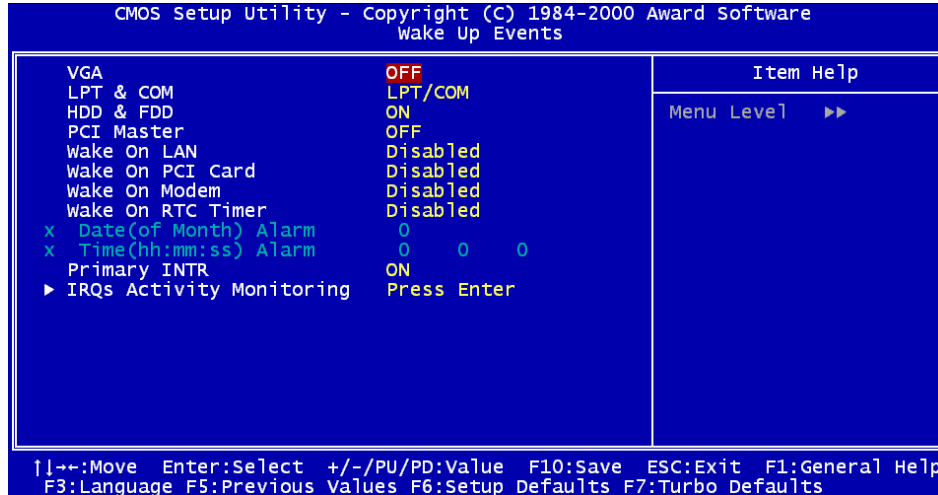 CMOS Setup Utility - Copyright (C) 1984-2000 Award Software
Wake Up Events
VGA OFF
LPT & COM LPT/COM
HDD & FDD ON
PCI Master OFF
Wake On LAN Disabled
Wake On PCI Card Disabled
Wake On Modem Disabled
Wake On RTC Timer Disabled
x Date(of Month) Alarm 0
x Time(hh:mm:ss) Alarm 0 0 0
Primary INTR ON
▶ IRQs Activity Monitoring Press Enter
Item Help
Menu Level ▶▶
↑↓→←:Move Enter:Select +/-/PU/PD:Value F10:Save ESC:Exit F1:General Help
F3:Language F5:Previous Values F6:Setup Defaults F7:Turbo Defaults